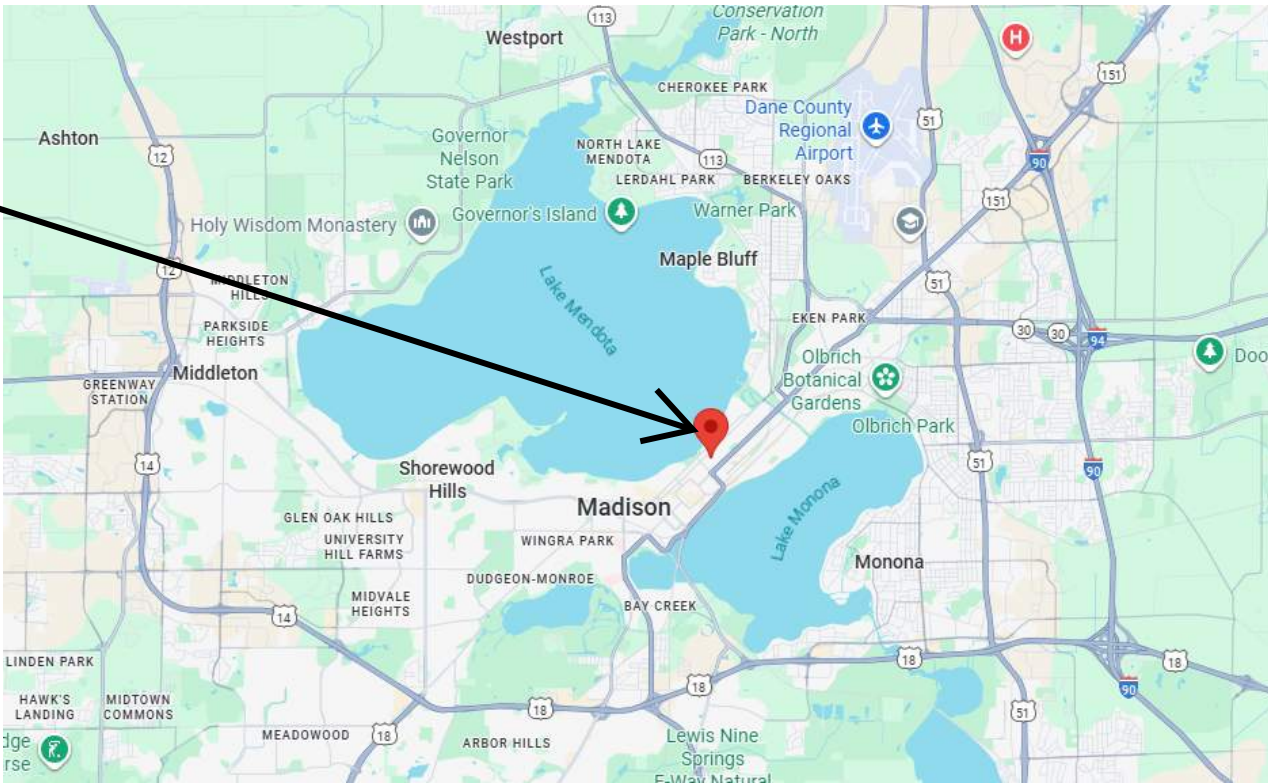 Conservation
Park - North
113
Westport
H
151
CHEROKEE PARK
Dane County
Regional
Airport
51
Ashton
12
Governor
Nelson
State Park
NORTH LAKE
MENDOTA
113
90
LERDAHL PARK
BERKELEY OAKS
151
Holy Wisdom Monastery
Governor's Island
Warner Park
Maple Bluff
12
MIDDLETON
HILLS
51
Lake Mendota
PARKSIDE
HEIGHTS
EKEN PARK
30
30
94
Olbrich
Botanical
Gardens
Doo
Middleton
GREENWAY
STATION
Olbrich Park
14
Shorewood
Hills
51
90
Madison
Lake Monona
GLEN OAK HILLS
UNIVERSITY
HILL FARMS
WINGRA PARK
Monona
DUDGEON-MONROE
MIDVALE
HEIGHTS
BAY CREEK
14
LINDEN PARK
18
18
18
90
HAWK'S
LANDING
MIDTOWN
COMMONS
18
51
MEADOWOOD
18
ARBOR HILLS
Lewis Nine
Springs
E-Way Natural
dge
rse